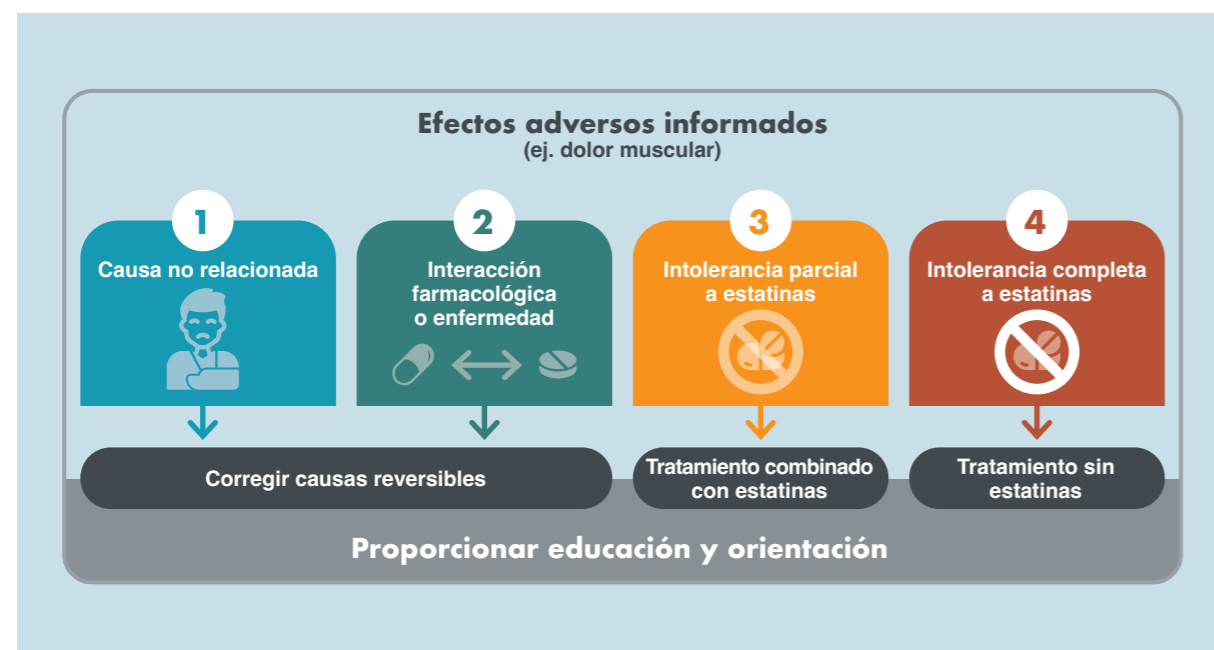 Efectos adversos informados
(ej. dolor muscular)
1
Causa no relacionada
2
Interacción
farmacológica
o enfermedad
3
Intolerancia parcial
a estatinas
4
Intolerancia completa
a estatinas
Corregir causas reversibles
Tratamiento combinado
con estatinas
Tratamiento sin
estatinas
Proporcionar educación y orientación